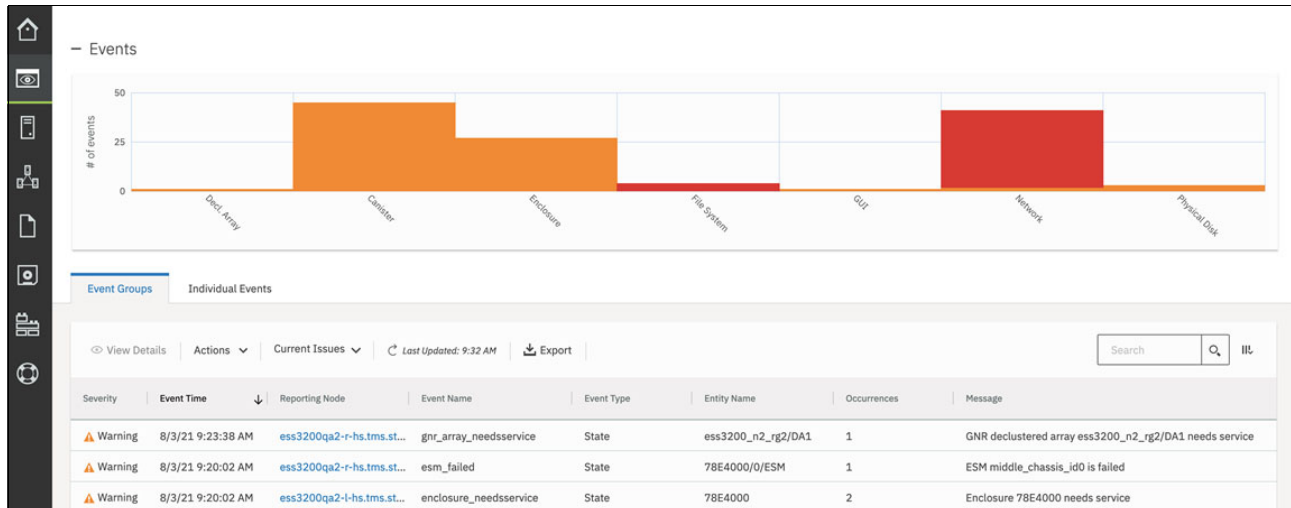 Events
50
25
0
# of events
Decl. Array
Canister
Enclosure
File System
GUI
Network
Physical Disk
Event Groups Individual Events
View Details Actions Current Issues Last Updated: 9:32 AM Export Search
Severity Event Time Reporting Node Event Name Event Type Entity Name Occurrences Message
Warning 8/3/21 9:23:38 AM ess3200qa2-r-hs.tms.st... gnr_array_needsservice State ess3200_n2_rg2/DA1 1 GNR declustered array ess3200_n2_rg2/DA1 needs service
Warning 8/3/21 9:20:02 AM ess3200qa2-r-hs.tms.st... esm_failed State 78E4000/0/ESM 1 ESM middle_chassis_id0 is failed
Warning 8/3/21 9:20:02 AM ess3200qa2-l-hs.tms.st... enclosure_needsservice State 78E4000 2 Enclosure 78E4000 needs service